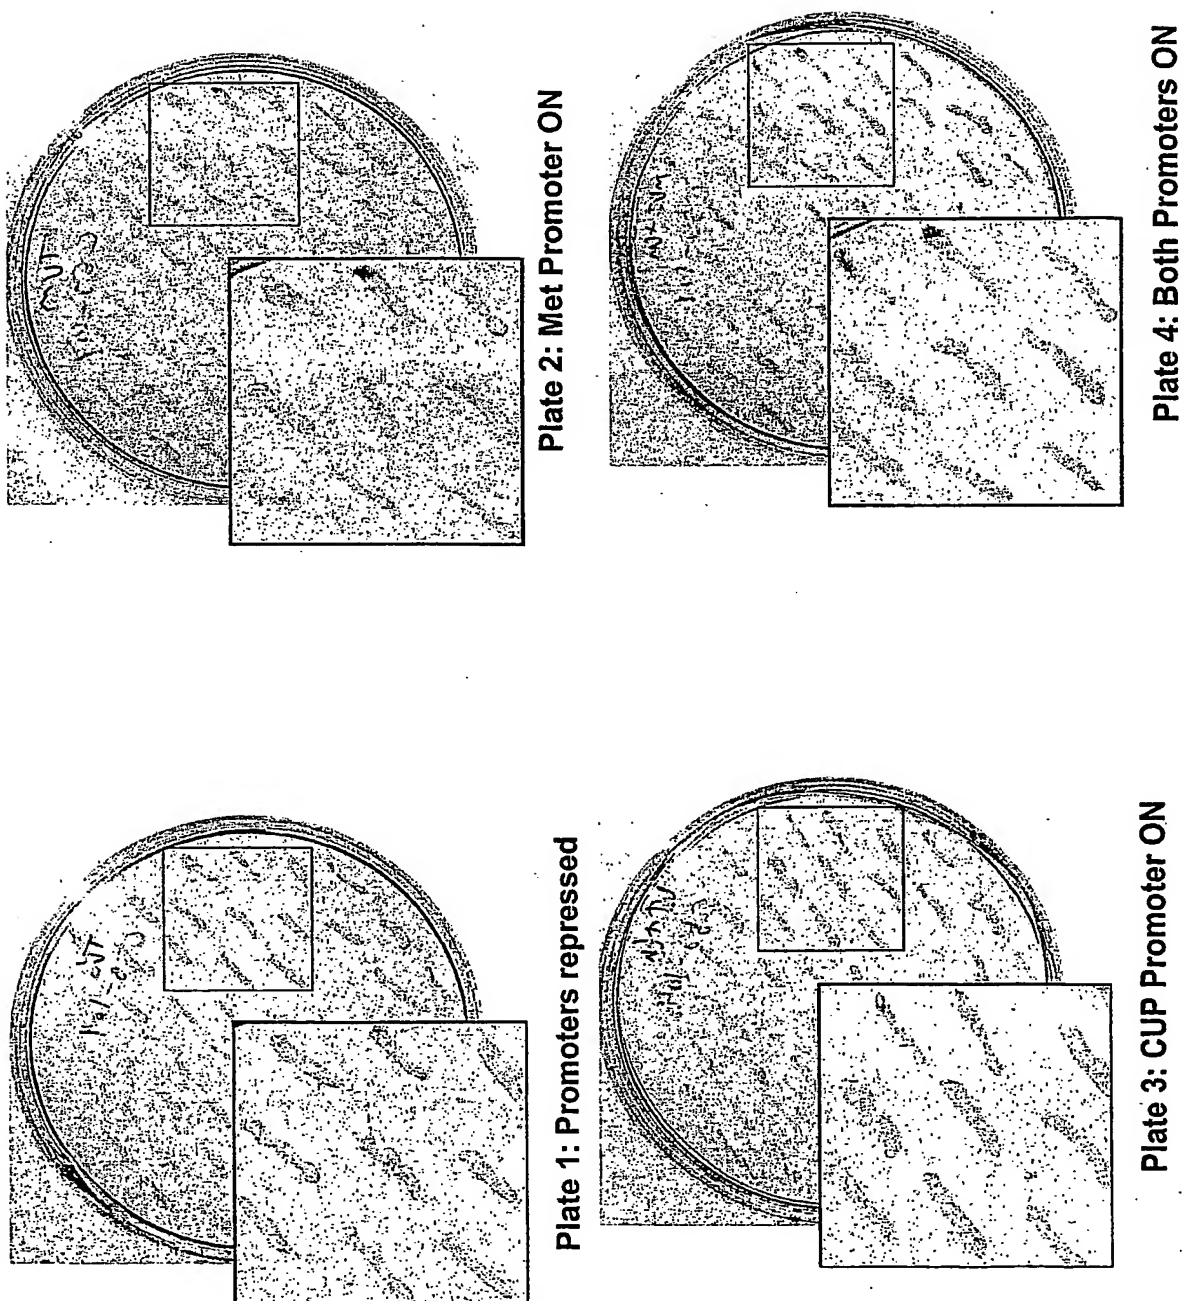 Plate 1: Promoters repressed
Plate 2: Met Promoter ON
Plate 3: CUP Promoter ON
Plate 4: Both Promoters ON